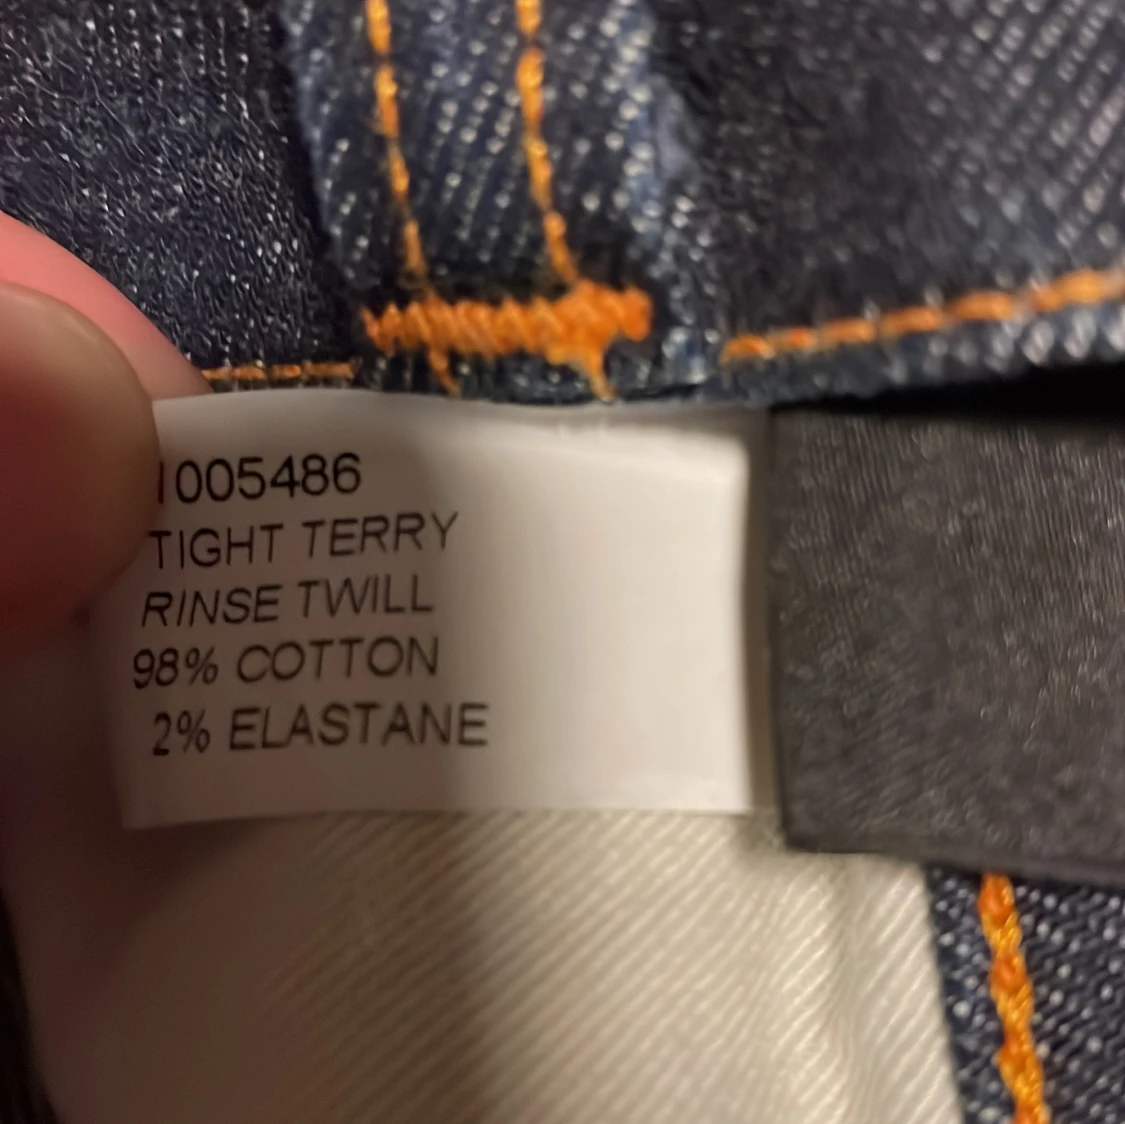 1005486
TIGHT TERRY
RINSE TWILL
98% COTTON
2% ELASTANE